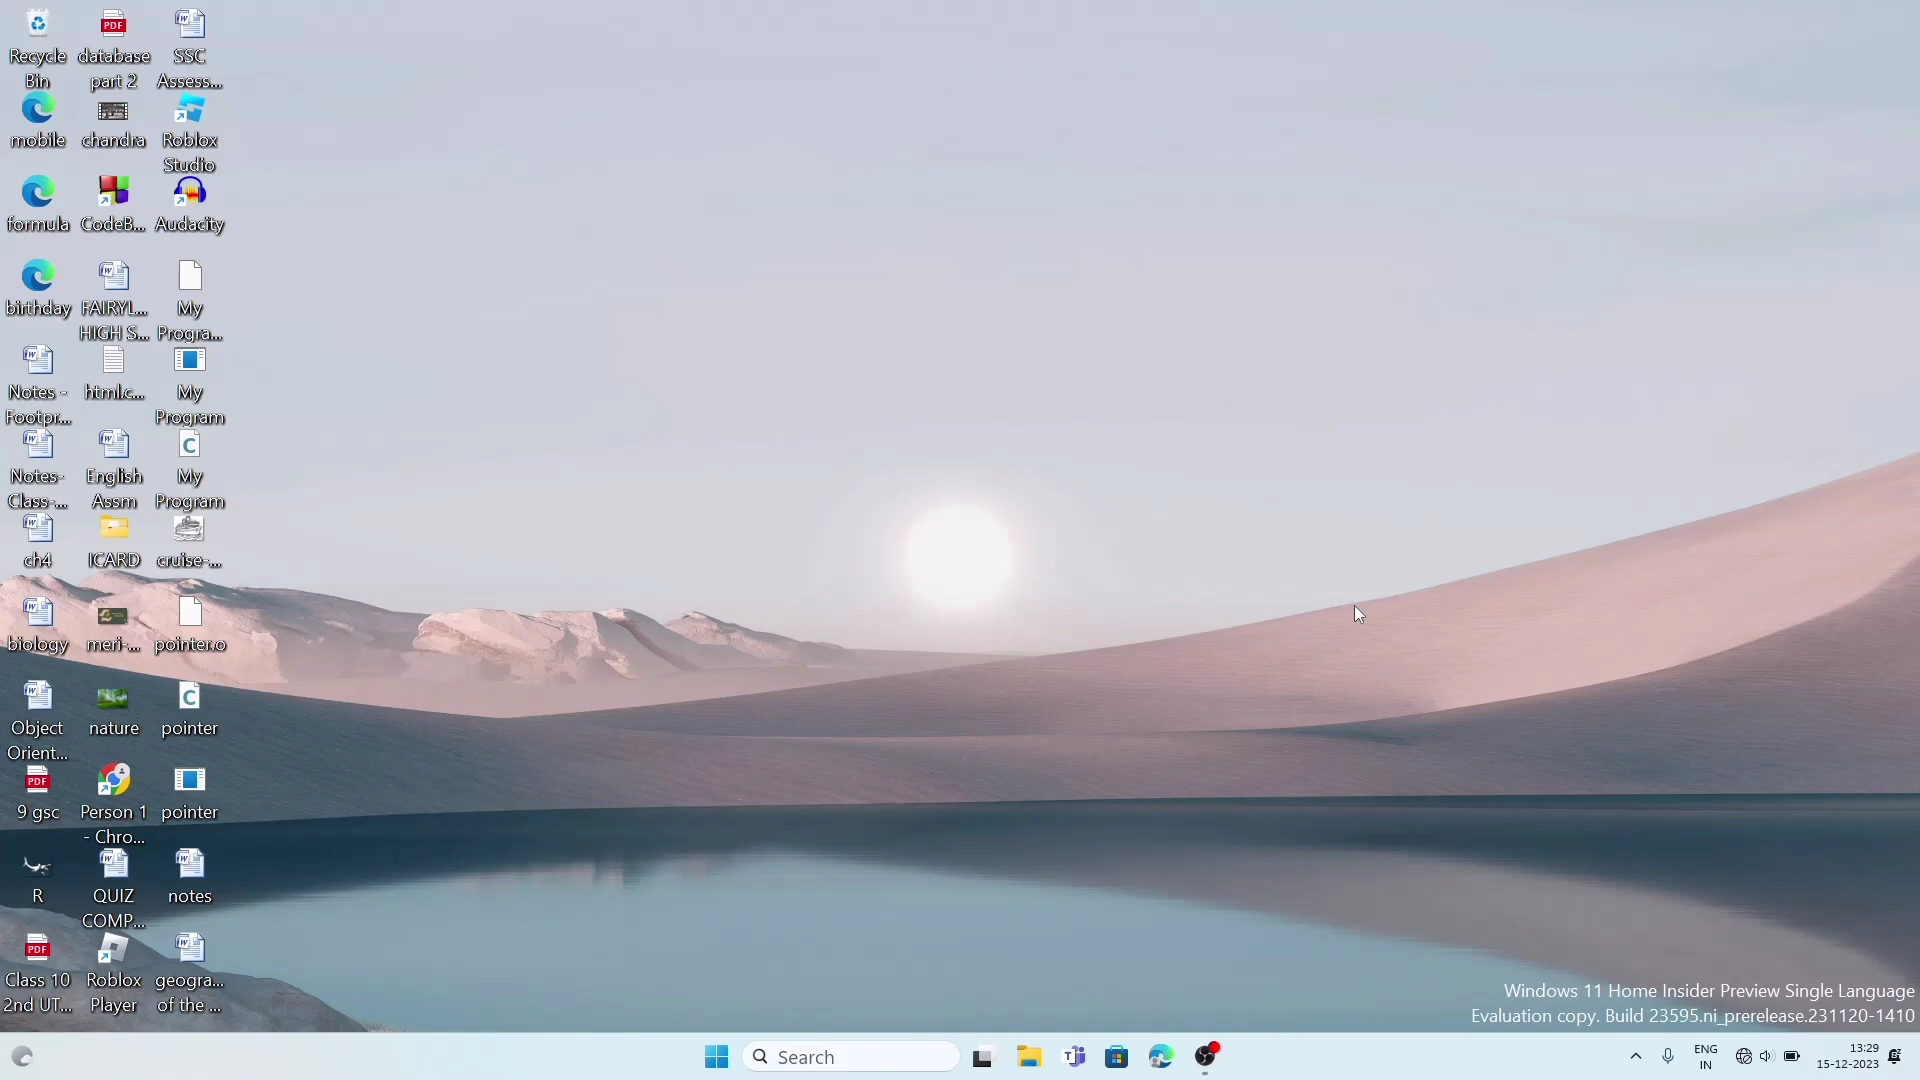 Recycle
Bin
database
part 2
SSC
Assess...
mobile
chandra
Roblox
Studio
formula
CodeB...
Audacity
birthday
FAIRYL...
HIGH S...
My
Progra...
Notes -
Footpr...
html.c...
My
Program
Notes-
Class-...
English
Assm
My
Program
ch4
ICARD
cruise-...
biology
meri-...
pointer.o
Object
Orient...
nature
pointer
9 gsc
Person 1
- Chro...
pointer
R
QUIZ
COMP...
notes
Class 10
2nd UT...
Roblox
Player
geogra...
of the ...
Windows 11 Home Insider Preview Single Language
Evaluation copy. Build 23595.ni_prerelease.231120-1410
Search
ENG
IN
13:29
15-12-2023